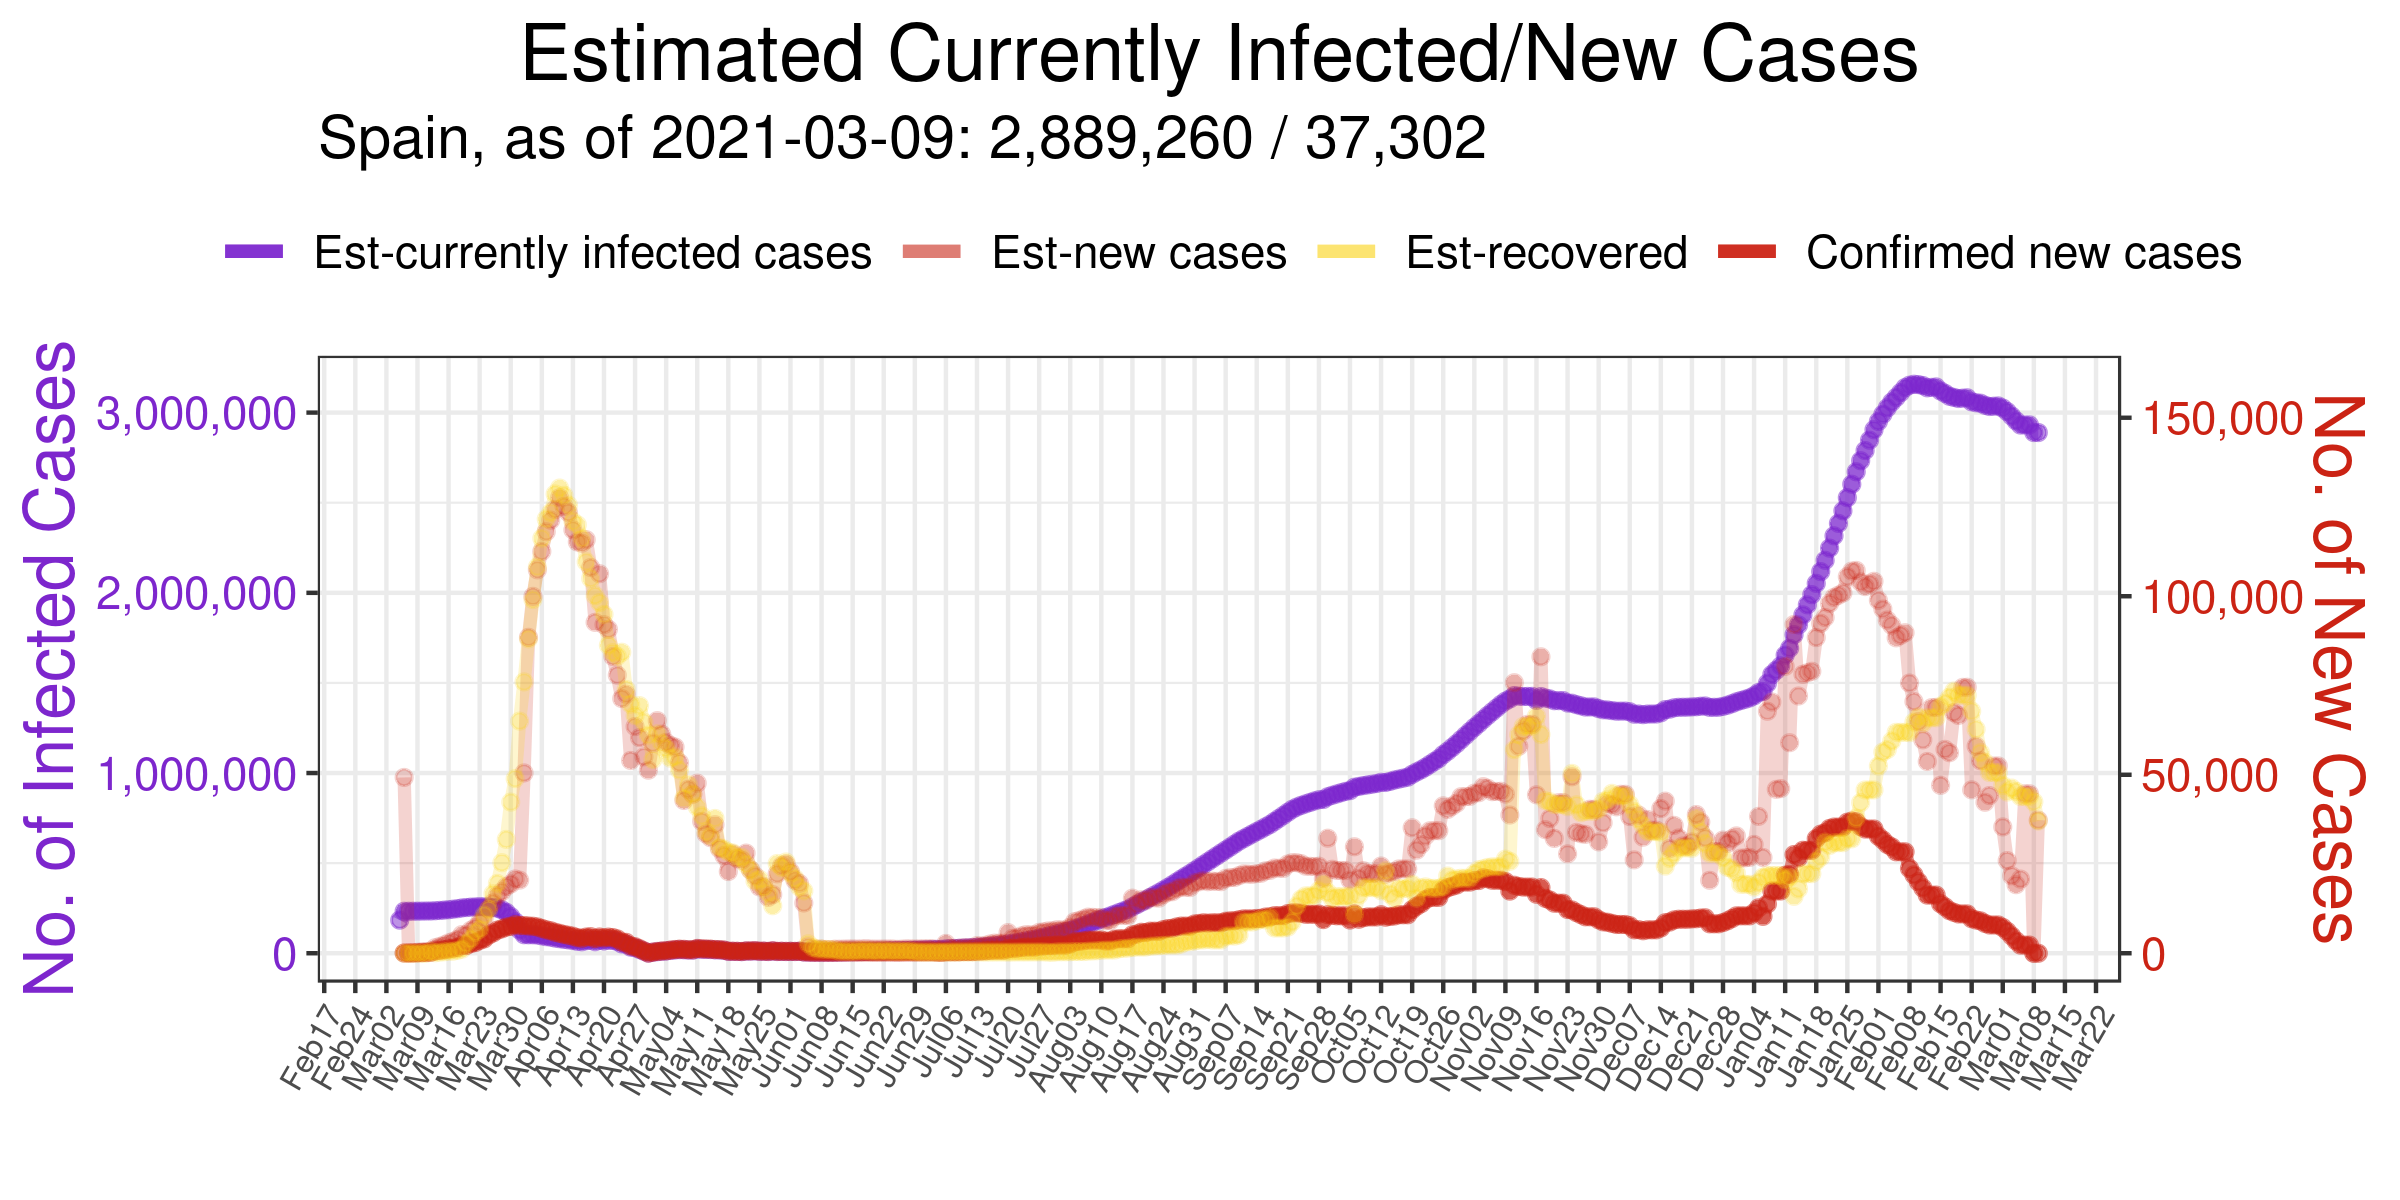 Estimated Currently Infected/New Cases
Spain, as of 2021-03-09: 2,889,260 / 37,302
Est-currently infected cases Est-new cases Est-recovered Confirmed new cases
No. of Infected Cases
3,000,000
2,000,000
1,000,000
0
150,000
100,000
50,000
0
No. of New Cases
Feb17 Feb24 Mar02 Mar09 Mar16 Mar23 Mar30 Apr06 Apr13 Apr20 Apr27 May04 May11 May18 May25 Jun01 Jun08 Jun15 Jun22 Jun29 Jul06 Jul13 Jul20 Jul27 Aug03 Aug10 Aug17 Aug24 Aug31 Sep07 Sep14 Sep21 Sep28 Oct05 Oct12 Oct19 Oct26 Nov02 Nov09 Nov16 Nov23 Nov30 Dec07 Dec14 Dec21 Dec28 Jan04 Jan11 Jan18 Jan25 Feb01 Feb08 Feb15 Feb22 Mar01 Mar08 Mar15 Mar22